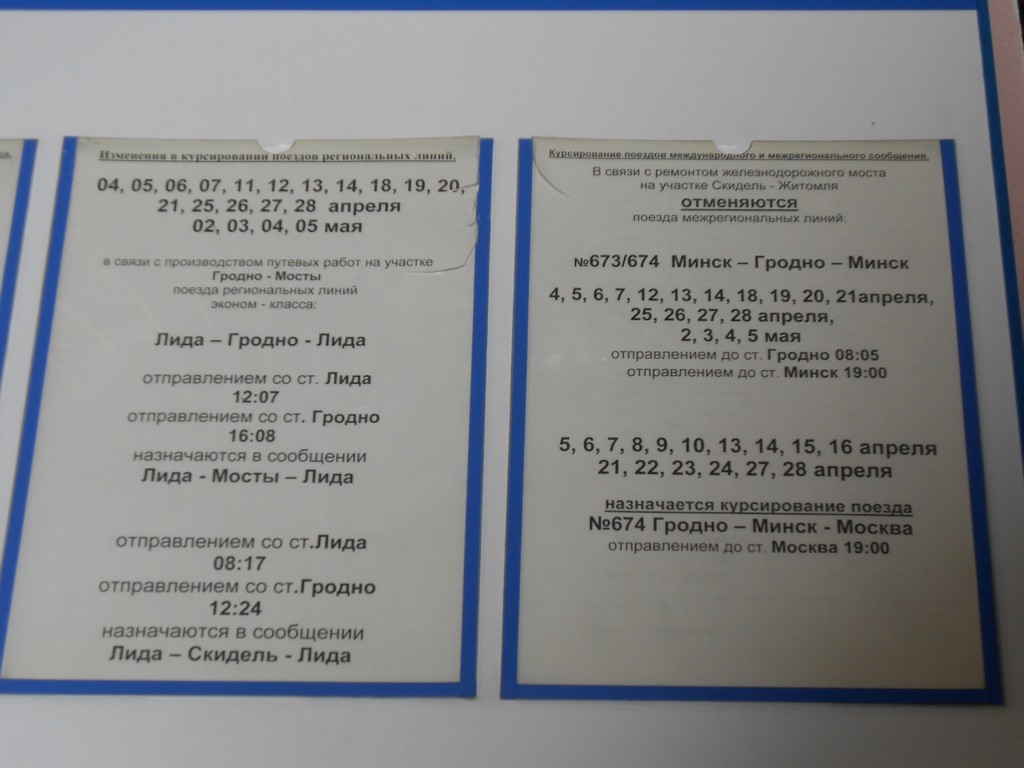 Изменения в курсировании поездов региональных линий.
04, 05, 06, 07, 11, 12, 13, 14, 18, 19, 20,
21, 25, 26, 27, 28 апреля
02, 03, 04, 05 мая
в связи с производством путевых работ на участке
Гродно - Мосты
поезда региональных линий
эконом - класса:
Лида – Гродно - Лида
отправлением со ст. Лида
12:07
отправлением со ст. Гродно
16:08
назначаются в сообщении
Лида - Мосты – Лида
отправлением со ст.Лида
08:17
отправлением со ст.Гродно
12:24
назначаются в сообщении
Лида – Скидель - Лида
Курсирование поездов международного и межрегионального сообщения.
В связи с ремонтом железнодорожного моста
на участке Скидель - Житомля
отменяются
поезда межрегиональных линий:
№673/674 Минск – Гродно – Минск
4, 5, 6, 7, 12, 13, 14, 18, 19, 20, 21апреля,
25, 26, 27, 28 апреля,
2, 3, 4, 5 мая
отправлением до ст. Гродно 08:05
отправлением до ст. Минск 19:00
5, 6, 7, 8, 9, 10, 13, 14, 15, 16 апреля
21, 22, 23, 24, 27, 28 апреля
назначается курсирование поезда
№674 Гродно – Минск - Москва
отправлением до ст. Москва 19:00